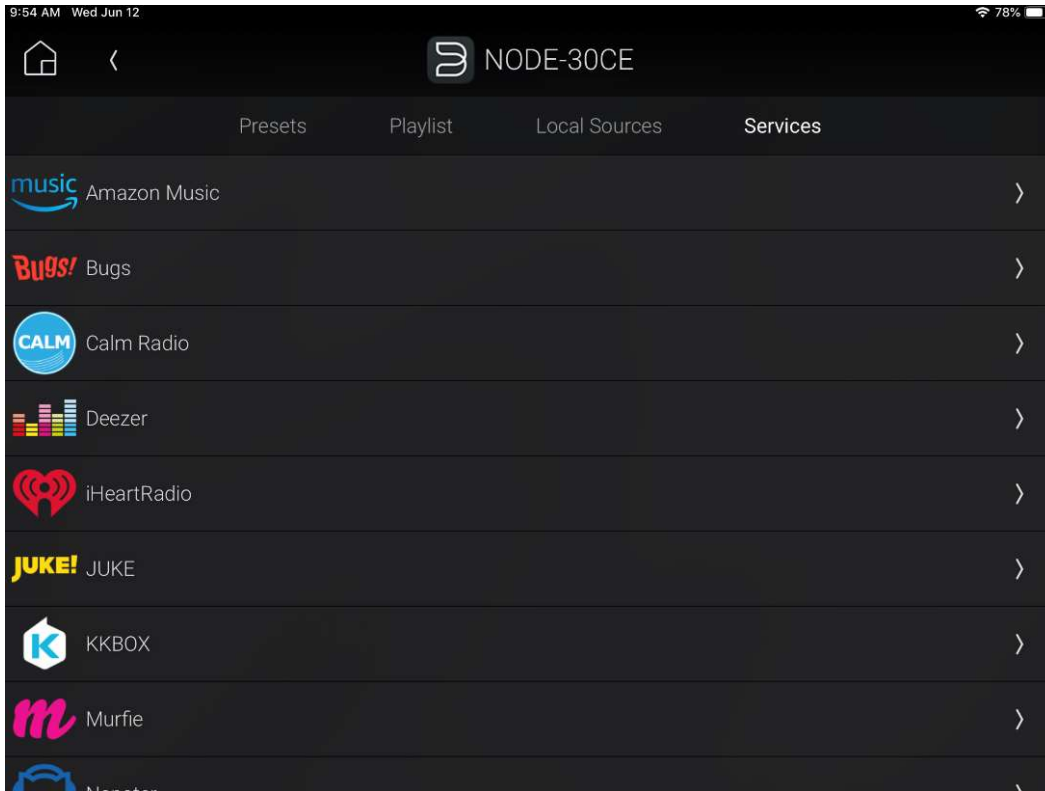 9:54 AM Wed Jun 12 78%
NODE-30CE
Presets Playlist Local Sources Services
music Amazon Music
Bugs! Bugs
CALM Calm Radio
Deezer
iHeartRadio
JUKE! JUKE
K KKBOX
m Murfie